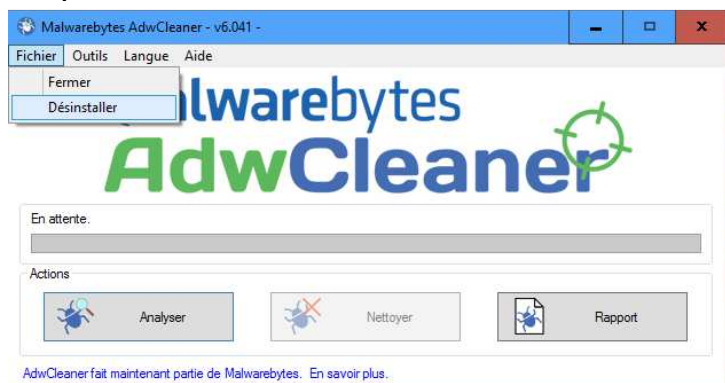 Malwarebytes AdwCleaner - v6.041 -
Fichier Outils Langue Aide
Fermer
Désinstaller
lwarebytes
AdwCleaner
En attente.
Actions
Analyser Nettoyer Rapport
AdwCleaner fait maintenant partie de Malwarebytes. En savoir plus.